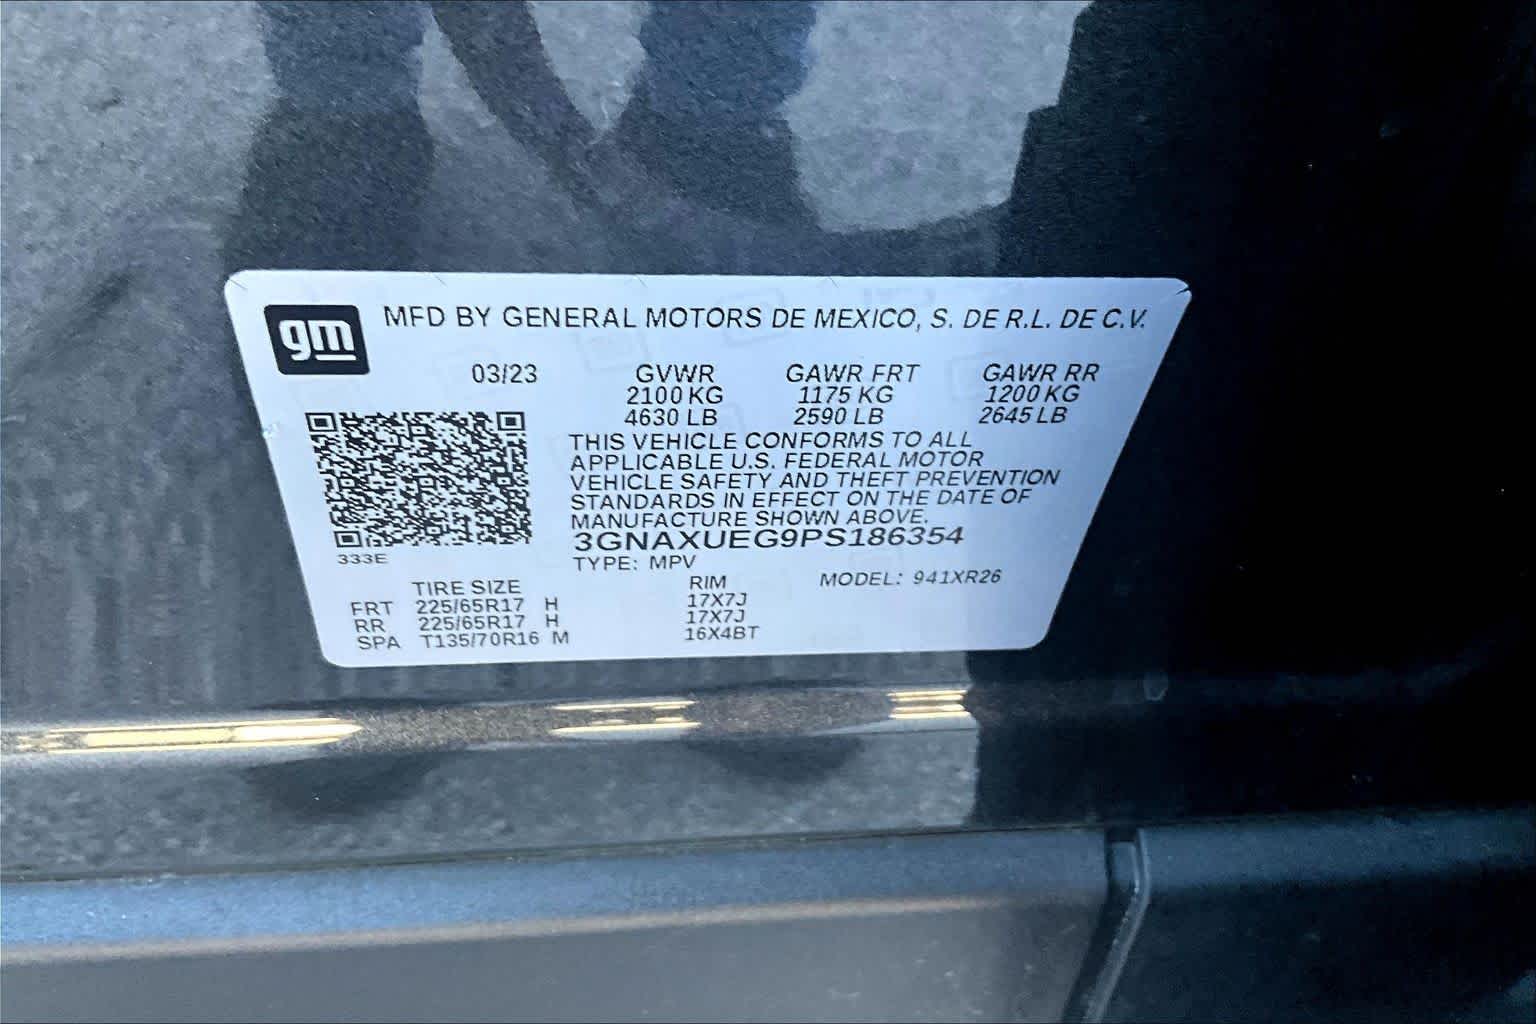 gm
MFD BY GENERAL MOTORS DE MEXICO, S. DE R.L. DE C.V.
03/23 GVWR GAWR FRT GAWR RR
2100 KG 1175 KG 1200 KG
4630 LB 2590 LB 2645 LB
THIS VEHICLE CONFORMS TO ALL
APPLICABLE U.S. FEDERAL MOTOR
VEHICLE SAFETY AND THEFT PREVENTION
STANDARDS IN EFFECT ON THE DATE OF
MANUFACTURE SHOWN ABOVE.
3GNAXUEG9PS186354
333E
TYPE: MPV
TIRE SIZE RIM MODEL: 941XR26
FRT 225/65R17 H 17X7J
RR 225/65R17 H 17X7J
SPA T135/70R16 M 16X4BT